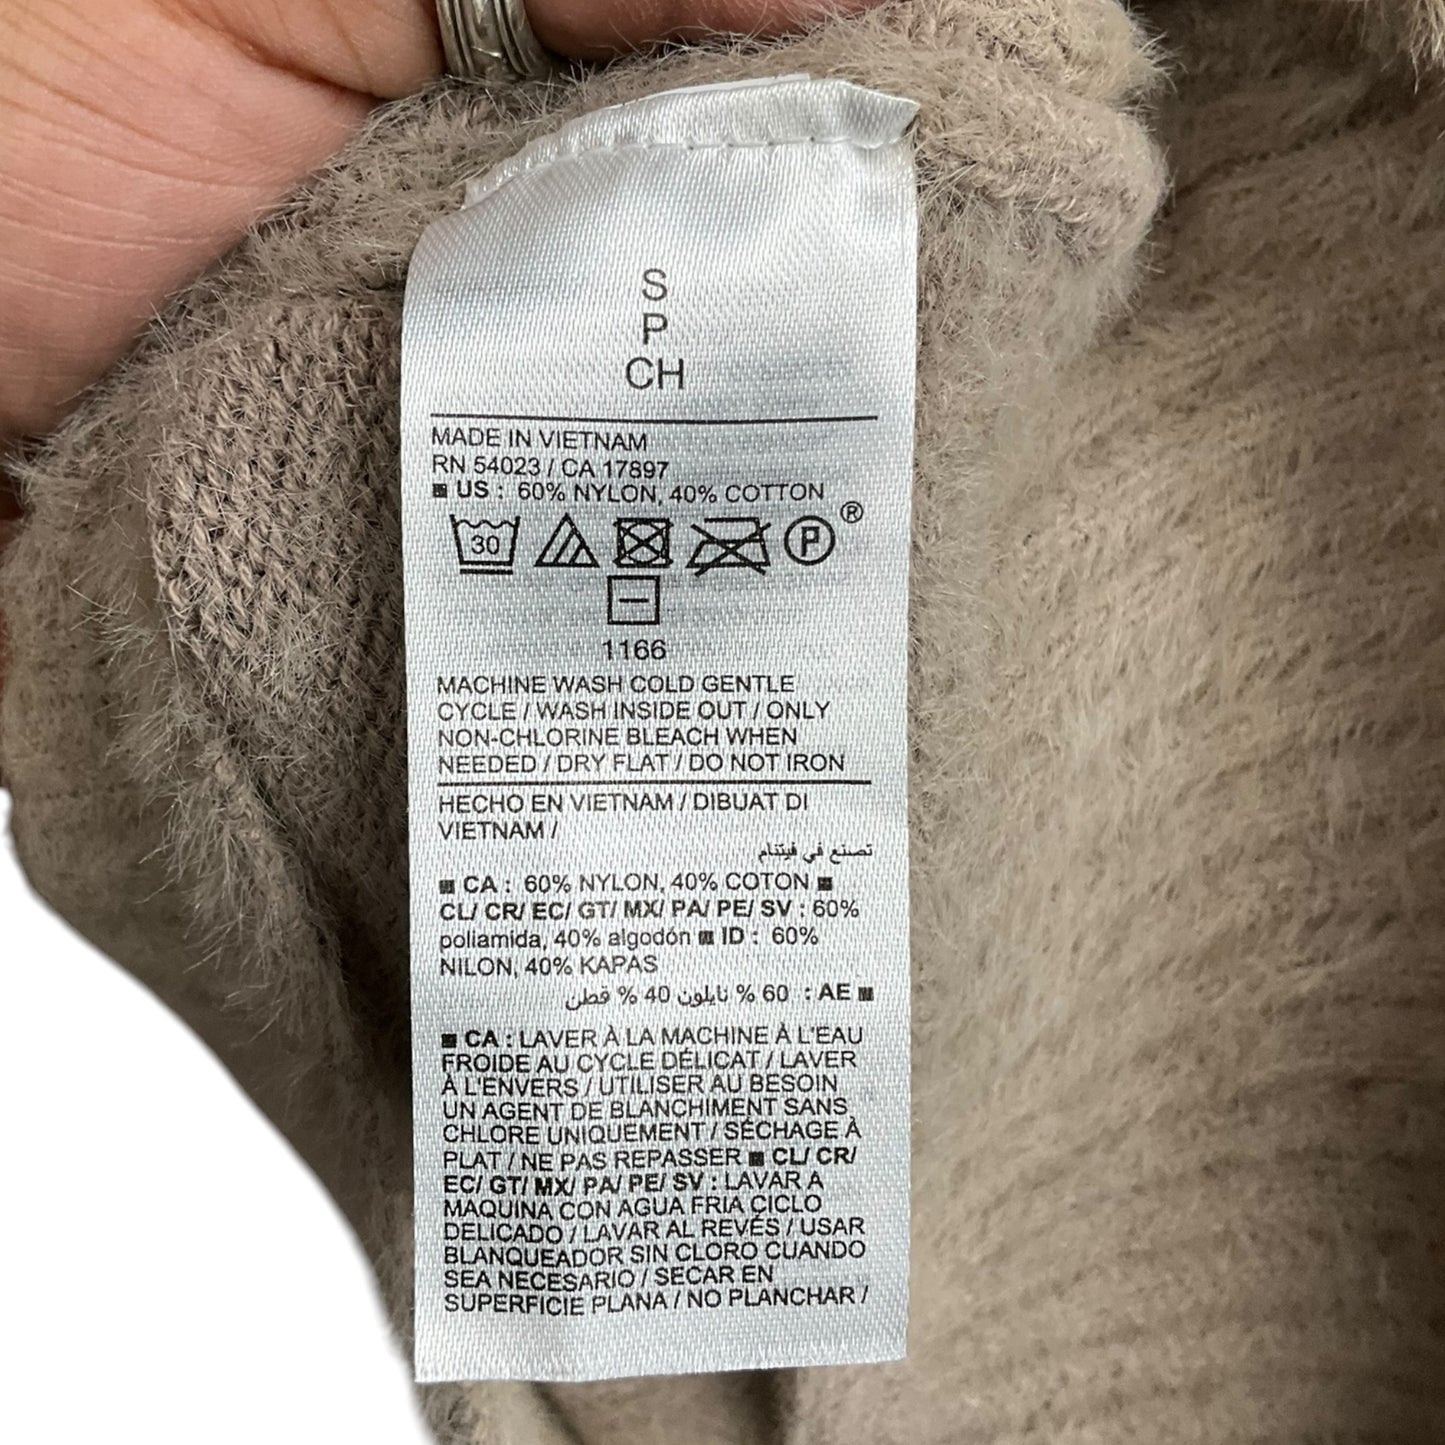 S
P
CH
MADE IN VIETNAM
RN 54023 / CA 17897
US : 60% NYLON, 40% COTTON
30 P ®
1166
MACHINE WASH COLD GENTLE
CYCLE / WASH INSIDE OUT / ONLY
NON-CHLORINE BLEACH WHEN
NEEDED / DRY FLAT / DO NOT IRON
HECHO EN VIETNAM / DIBUAT DI
VIETNAM /
تصنع في فيتنام
CA : 60% NYLON, 40% COTON
CL/ CR/ EC/ GT/ MX/ PA/ PE/ SV : 60%
poliamida, 40% algodón ID : 60%
NILON, 40% KAPAS
AE : 60 % نايلون 40 % قطن
CA : LAVER À LA MACHINE À L'EAU
FROIDE AU CYCLE DÉLICAT / LAVER
À L'ENVERS / UTILISER AU BESOIN
UN AGENT DE BLANCHIMENT SANS
CHLORE UNIQUEMENT / SÉCHAGE À
PLAT / NE PAS REPASSER CL/ CR/
EC/ GT/ MX/ PA/ PE/ SV : LAVAR A
MAQUINA CON AGUA FRIA CICLO
DELICADO / LAVAR AL REVÉS / USAR
BLANQUEADOR SIN CLORO CUANDO
SEA NECESARIO / SECAR EN
SUPERFICIE PLANA / NO PLANCHAR /